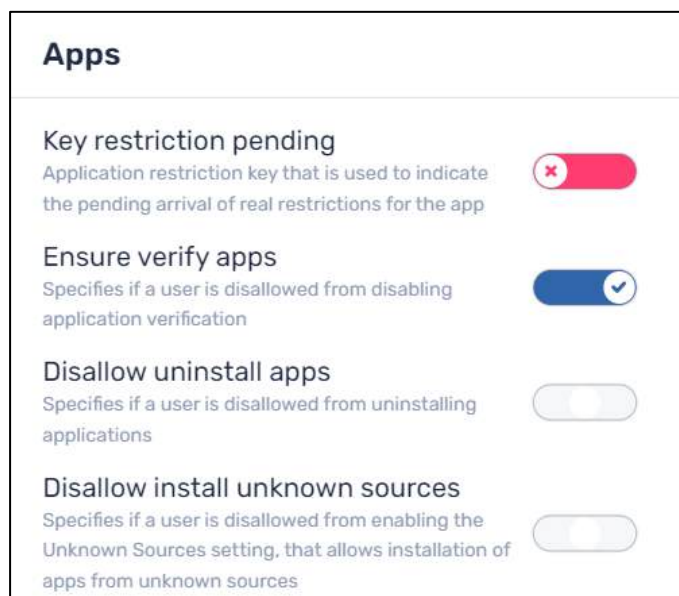 Apps
Key restriction pending
Application restriction key that is used to indicate
the pending arrival of real restrictions for the app
Ensure verify apps
Specifies if a user is disallowed from disabling
application verification
Disallow uninstall apps
Specifies if a user is disallowed from uninstalling
applications
Disallow install unknown sources
Specifies if a user is disallowed from enabling the
Unknown Sources setting, that allows installation of
apps from unknown sources